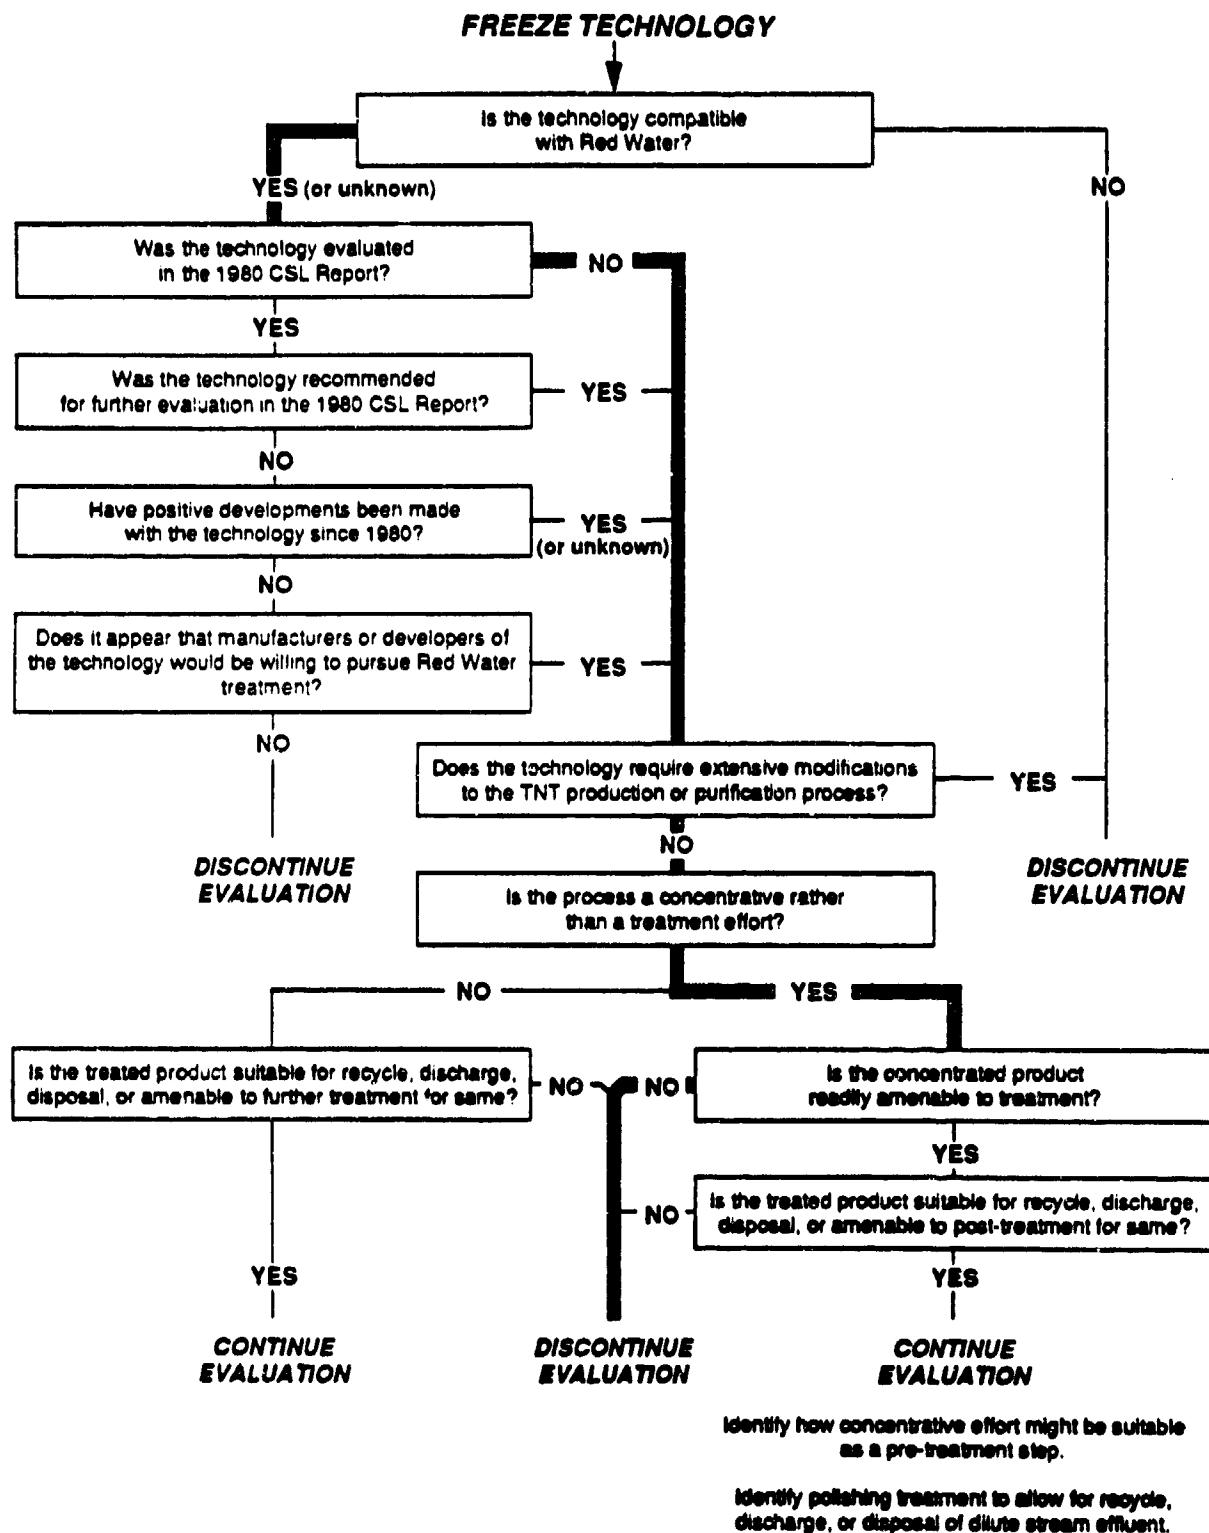 FREEZE TECHNOLOGY
Is the technology compatible
with Red Water?
YES (or unknown)
NO
Was the technology evaluated
in the 1980 CSL Report?
NO
YES
Was the technology recommended
for further evaluation in the 1980 CSL Report?
YES
NO
Have positive developments been made
with the technology since 1980?
YES
(or unknown)
NO
Does it appear that manufacturers or developers of
the technology would be willing to pursue Red Water
treatment?
YES
NO
Does the technology require extensive modifications
to the TNT production or purification process?
YES
NO
DISCONTINUE
EVALUATION
DISCONTINUE
EVALUATION
Is the process a concentrative rather
than a treatment effort?
NO
YES
Is the treated product suitable for recycle, discharge,
disposal, or amenable to further treatment for same?
NO
NO
Is the concentrated product
readily amenable to treatment?
YES
NO
Is the treated product suitable for recycle, discharge,
disposal, or amenable to post-treatment for same?
YES
YES
CONTINUE
EVALUATION
DISCONTINUE
EVALUATION
CONTINUE
EVALUATION
Identify how concentrative effort might be suitable
as a pre-treatment step.
Identify polishing treatment to allow for recycle,
discharge, or disposal of dilute stream effluent.